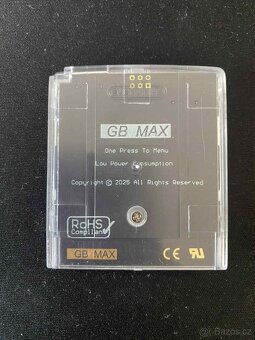 GB MAX
One Press To Menu
Low Power Consumption
Copyright © 2025 All Rights Reserved
RoHS
Compliant
GB MAX
CE
© Bazos.cz